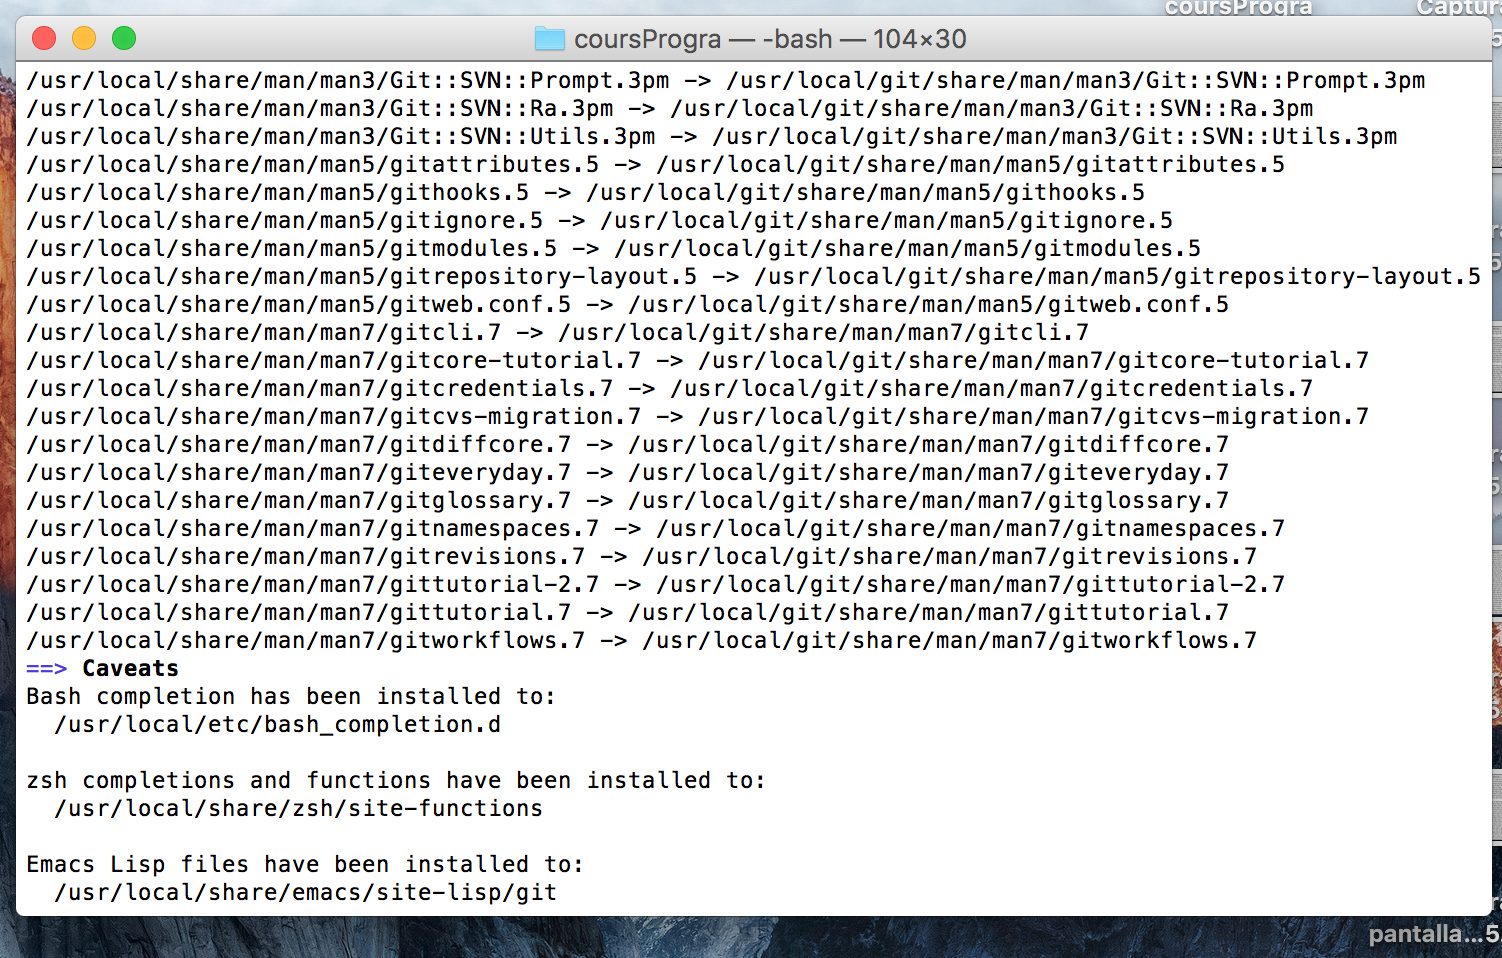 coursProgra
Captur
coursProgra — -bash — 104×30
/usr/local/share/man/man3/Git::SVN::Prompt.3pm -> /usr/local/git/share/man/man3/Git::SVN::Prompt.3pm
/usr/local/share/man/man3/Git::SVN::Ra.3pm -> /usr/local/git/share/man/man3/Git::SVN::Ra.3pm
/usr/local/share/man/man3/Git::SVN::Utils.3pm -> /usr/local/git/share/man/man3/Git::SVN::Utils.3pm
/usr/local/share/man/man5/gitattributes.5 -> /usr/local/git/share/man/man5/gitattributes.5
/usr/local/share/man/man5/githooks.5 -> /usr/local/git/share/man/man5/githooks.5
/usr/local/share/man/man5/gitignore.5 -> /usr/local/git/share/man/man5/gitignore.5
/usr/local/share/man/man5/gitmodules.5 -> /usr/local/git/share/man/man5/gitmodules.5
/usr/local/share/man/man5/gitrepository-layout.5 -> /usr/local/git/share/man/man5/gitrepository-layout.5
/usr/local/share/man/man5/gitweb.conf.5 -> /usr/local/git/share/man/man5/gitweb.conf.5
/usr/local/share/man/man7/gitcli.7 -> /usr/local/git/share/man/man7/gitcli.7
/usr/local/share/man/man7/gitcore-tutorial.7 -> /usr/local/git/share/man/man7/gitcore-tutorial.7
/usr/local/share/man/man7/gitcredentials.7 -> /usr/local/git/share/man/man7/gitcredentials.7
/usr/local/share/man/man7/gitcvs-migration.7 -> /usr/local/git/share/man/man7/gitcvs-migration.7
/usr/local/share/man/man7/gitdiffcore.7 -> /usr/local/git/share/man/man7/gitdiffcore.7
/usr/local/share/man/man7/giteveryday.7 -> /usr/local/git/share/man/man7/giteveryday.7
/usr/local/share/man/man7/gitglossary.7 -> /usr/local/git/share/man/man7/gitglossary.7
/usr/local/share/man/man7/gitnamespaces.7 -> /usr/local/git/share/man/man7/gitnamespaces.7
/usr/local/share/man/man7/gitrevisions.7 -> /usr/local/git/share/man/man7/gitrevisions.7
/usr/local/share/man/man7/gittutorial-2.7 -> /usr/local/git/share/man/man7/gittutorial-2.7
/usr/local/share/man/man7/gittutorial.7 -> /usr/local/git/share/man/man7/gittutorial.7
/usr/local/share/man/man7/gitworkflows.7 -> /usr/local/git/share/man/man7/gitworkflows.7
==> Caveats
Bash completion has been installed to:
/usr/local/etc/bash_completion.d
zsh completions and functions have been installed to:
/usr/local/share/zsh/site-functions
Emacs Lisp files have been installed to:
/usr/local/share/emacs/site-lisp/git
pantalla...5.